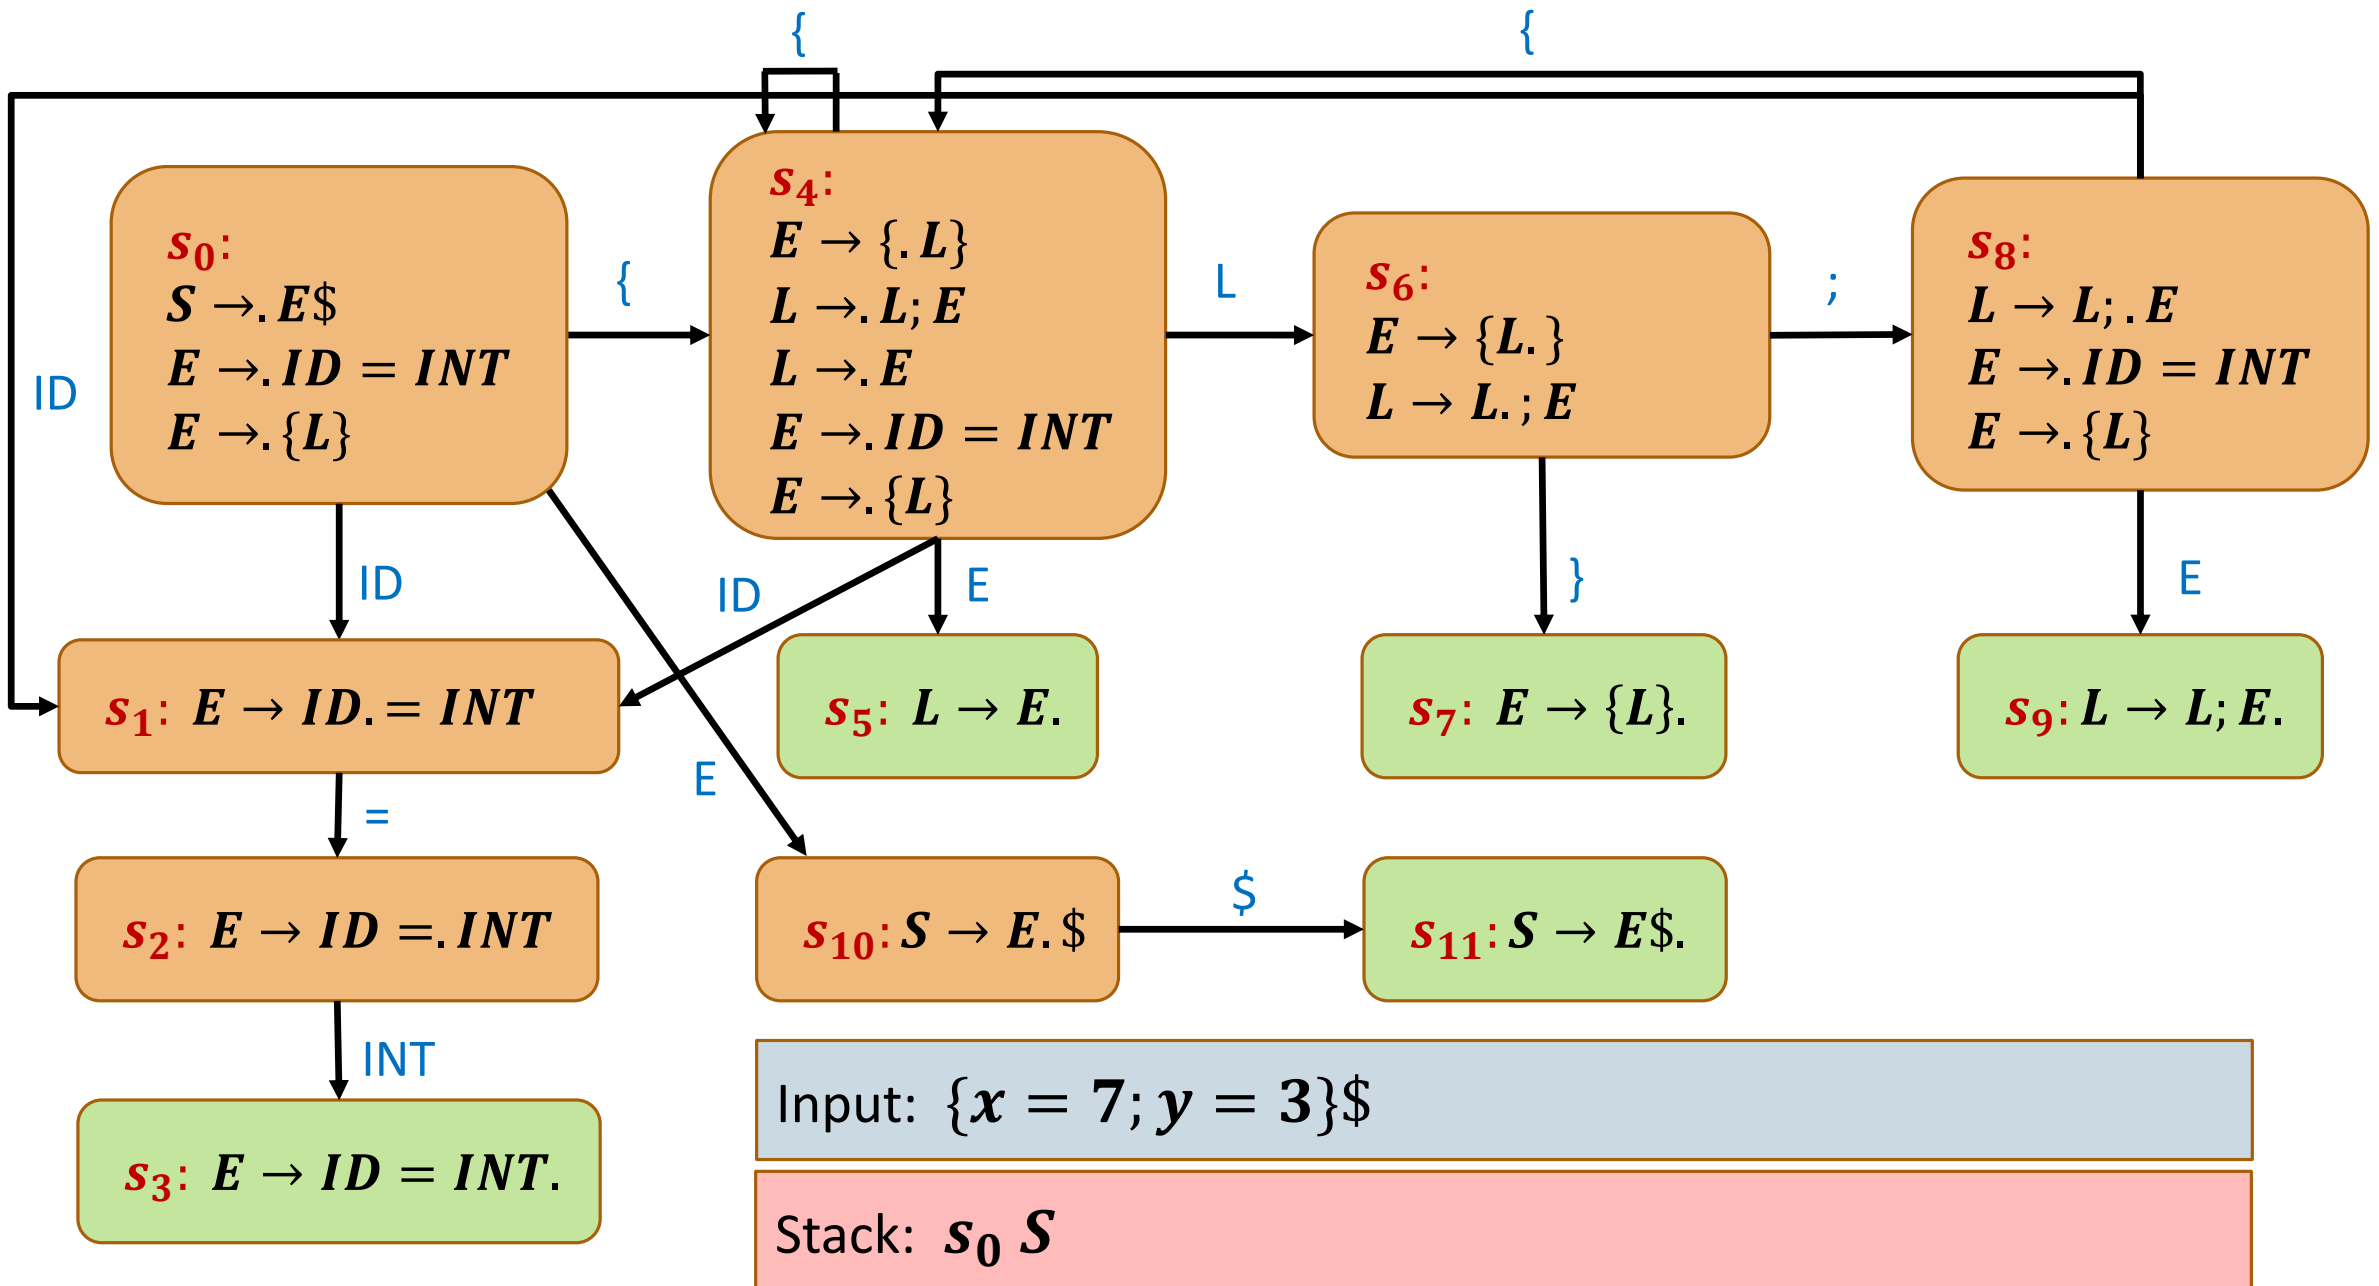 {
{
s₀:
S →. E$
E →. ID = INT
E →. {L}
{
s₄:
E → {. L}
L →. L; E
L →. E
E →. ID = INT
E →. {L}
L
s₆:
E → {L. }
L → L. ; E
;
s₈:
L → L; . E
E →. ID = INT
E →. {L}
ID
ID
ID
E
}
E
s₁: E → ID. = INT
s₅: L → E.
s₇: E → {L}.
s₉: L → L; E.
E
=
s₂: E → ID =. INT
s₁₀: S → E. $
$
s₁₁: S → E$.
INT
s₃: E → ID = INT.
Input: {x = 7; y = 3}$
Stack: s₀ S